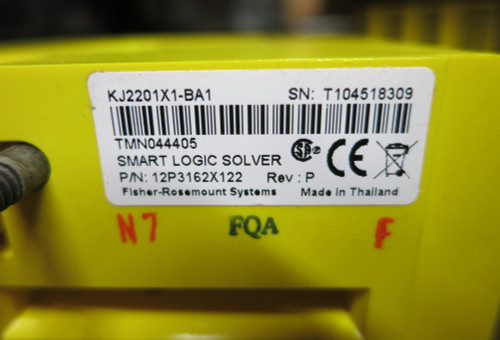 KJ2201X1-BA1 SN: T104518309
TMN044405
SMART LOGIC SOLVER
P/N: 12P3162X122 Rev : P
Fisher-Rosemount Systems Made in Thailand
N7 FQA F